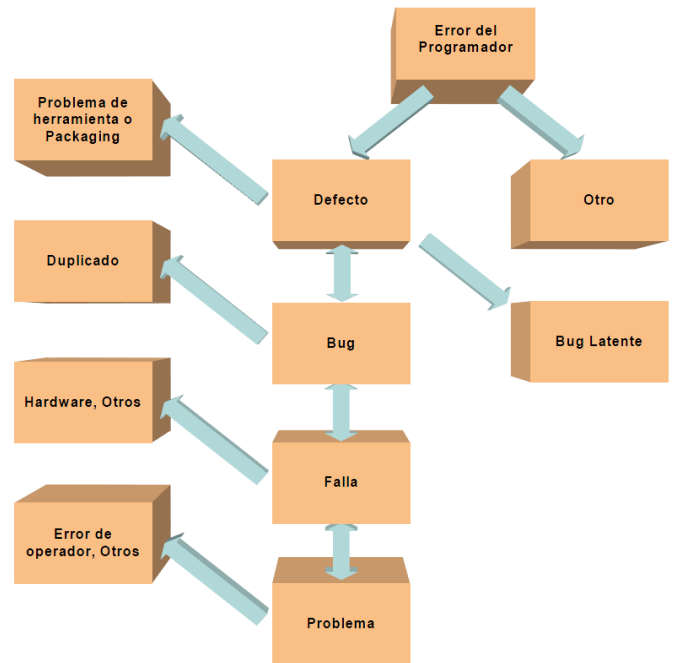 Error del
Programador
Problema de
herramienta o
Packaging
Defecto
Otro
Duplicado
Bug
Bug Latente
Hardware, Otros
Falla
Error de
operador, Otros
Problema